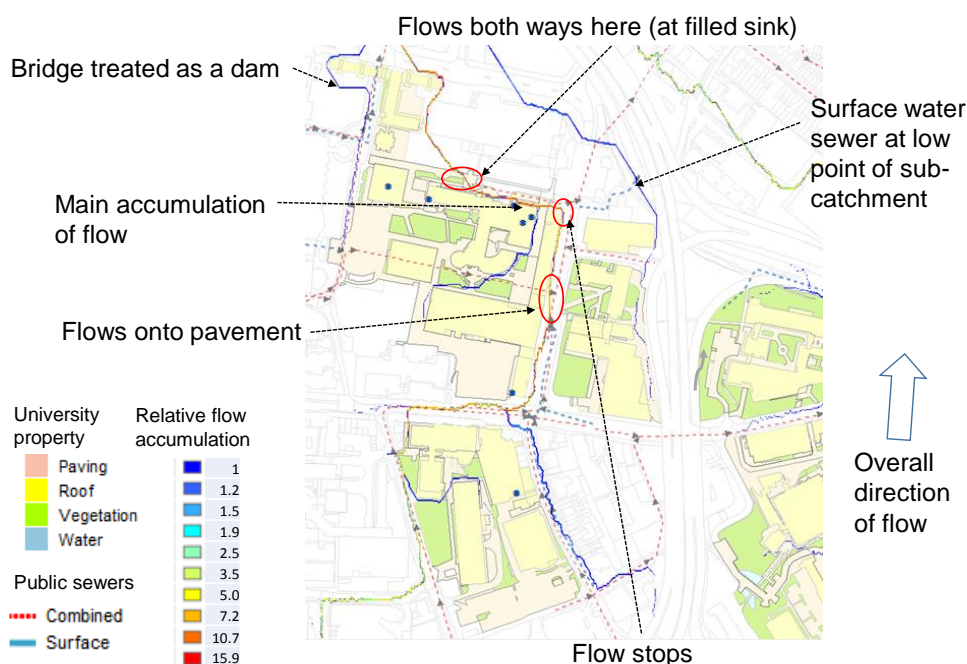 Flows both ways here (at filled sink)
Bridge treated as a dam
Surface water
sewer at low
point of sub-
catchment
Main accumulation
of flow
Flows onto pavement
University
property
Paving
Roof
Vegetation
Water
Public sewers
Combined
Surface
Relative flow
accumulation
1
1.2
1.5
1.9
2.5
3.5
5.0
7.2
10.7
15.9
Overall
direction
of flow
Flow stops